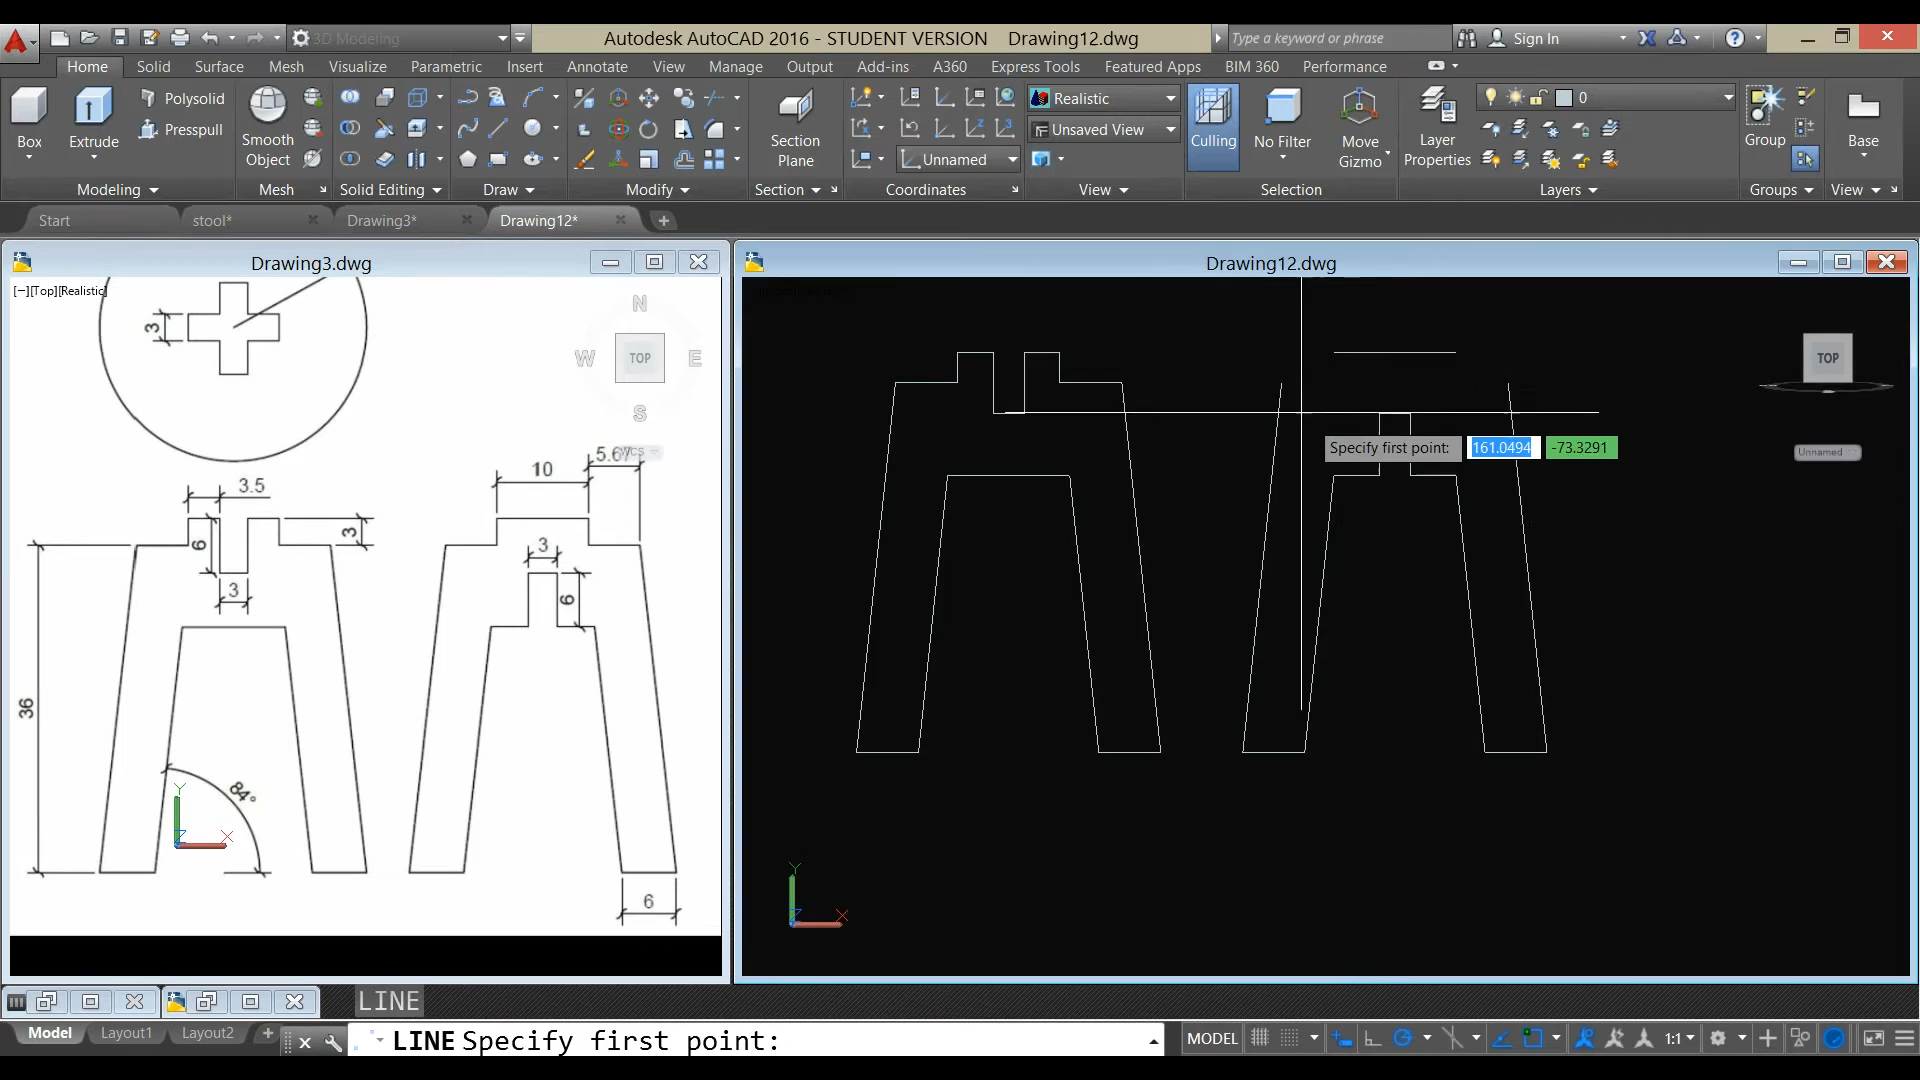 3D Modeling
Autodesk AutoCAD 2016 - STUDENT VERSION Drawing12.dwg
Type a keyword or phrase
Sign In
Home Solid Surface Mesh Visualize Parametric Insert Annotate View Manage Output Add-ins A360 Express Tools Featured Apps BIM 360 Performance
Box
Extrude
Polysolid
Presspull
Smooth Object
Section Plane
Unnamed
Realistic
Unsaved View
Culling
No Filter
Move Gizmo
Layer Properties
0
Group
Base
Modeling Mesh Solid Editing Draw Modify Section Coordinates View Selection Layers Groups View
Start stool* Drawing3* Drawing12*
Drawing3.dwg
Drawing12.dwg
[−][Top][Realistic]
N
W TOP E
S
WCS
3
5.67
10
3.5
3
6
3
3
6
36
84°
6
Y
Z
X
TOP
Unnamed
Specify first point: 161.0494 -73.3291
Y
Z
X
LINE
Model Layout1 Layout2 +
LINE Specify first point:
MODEL
1:1